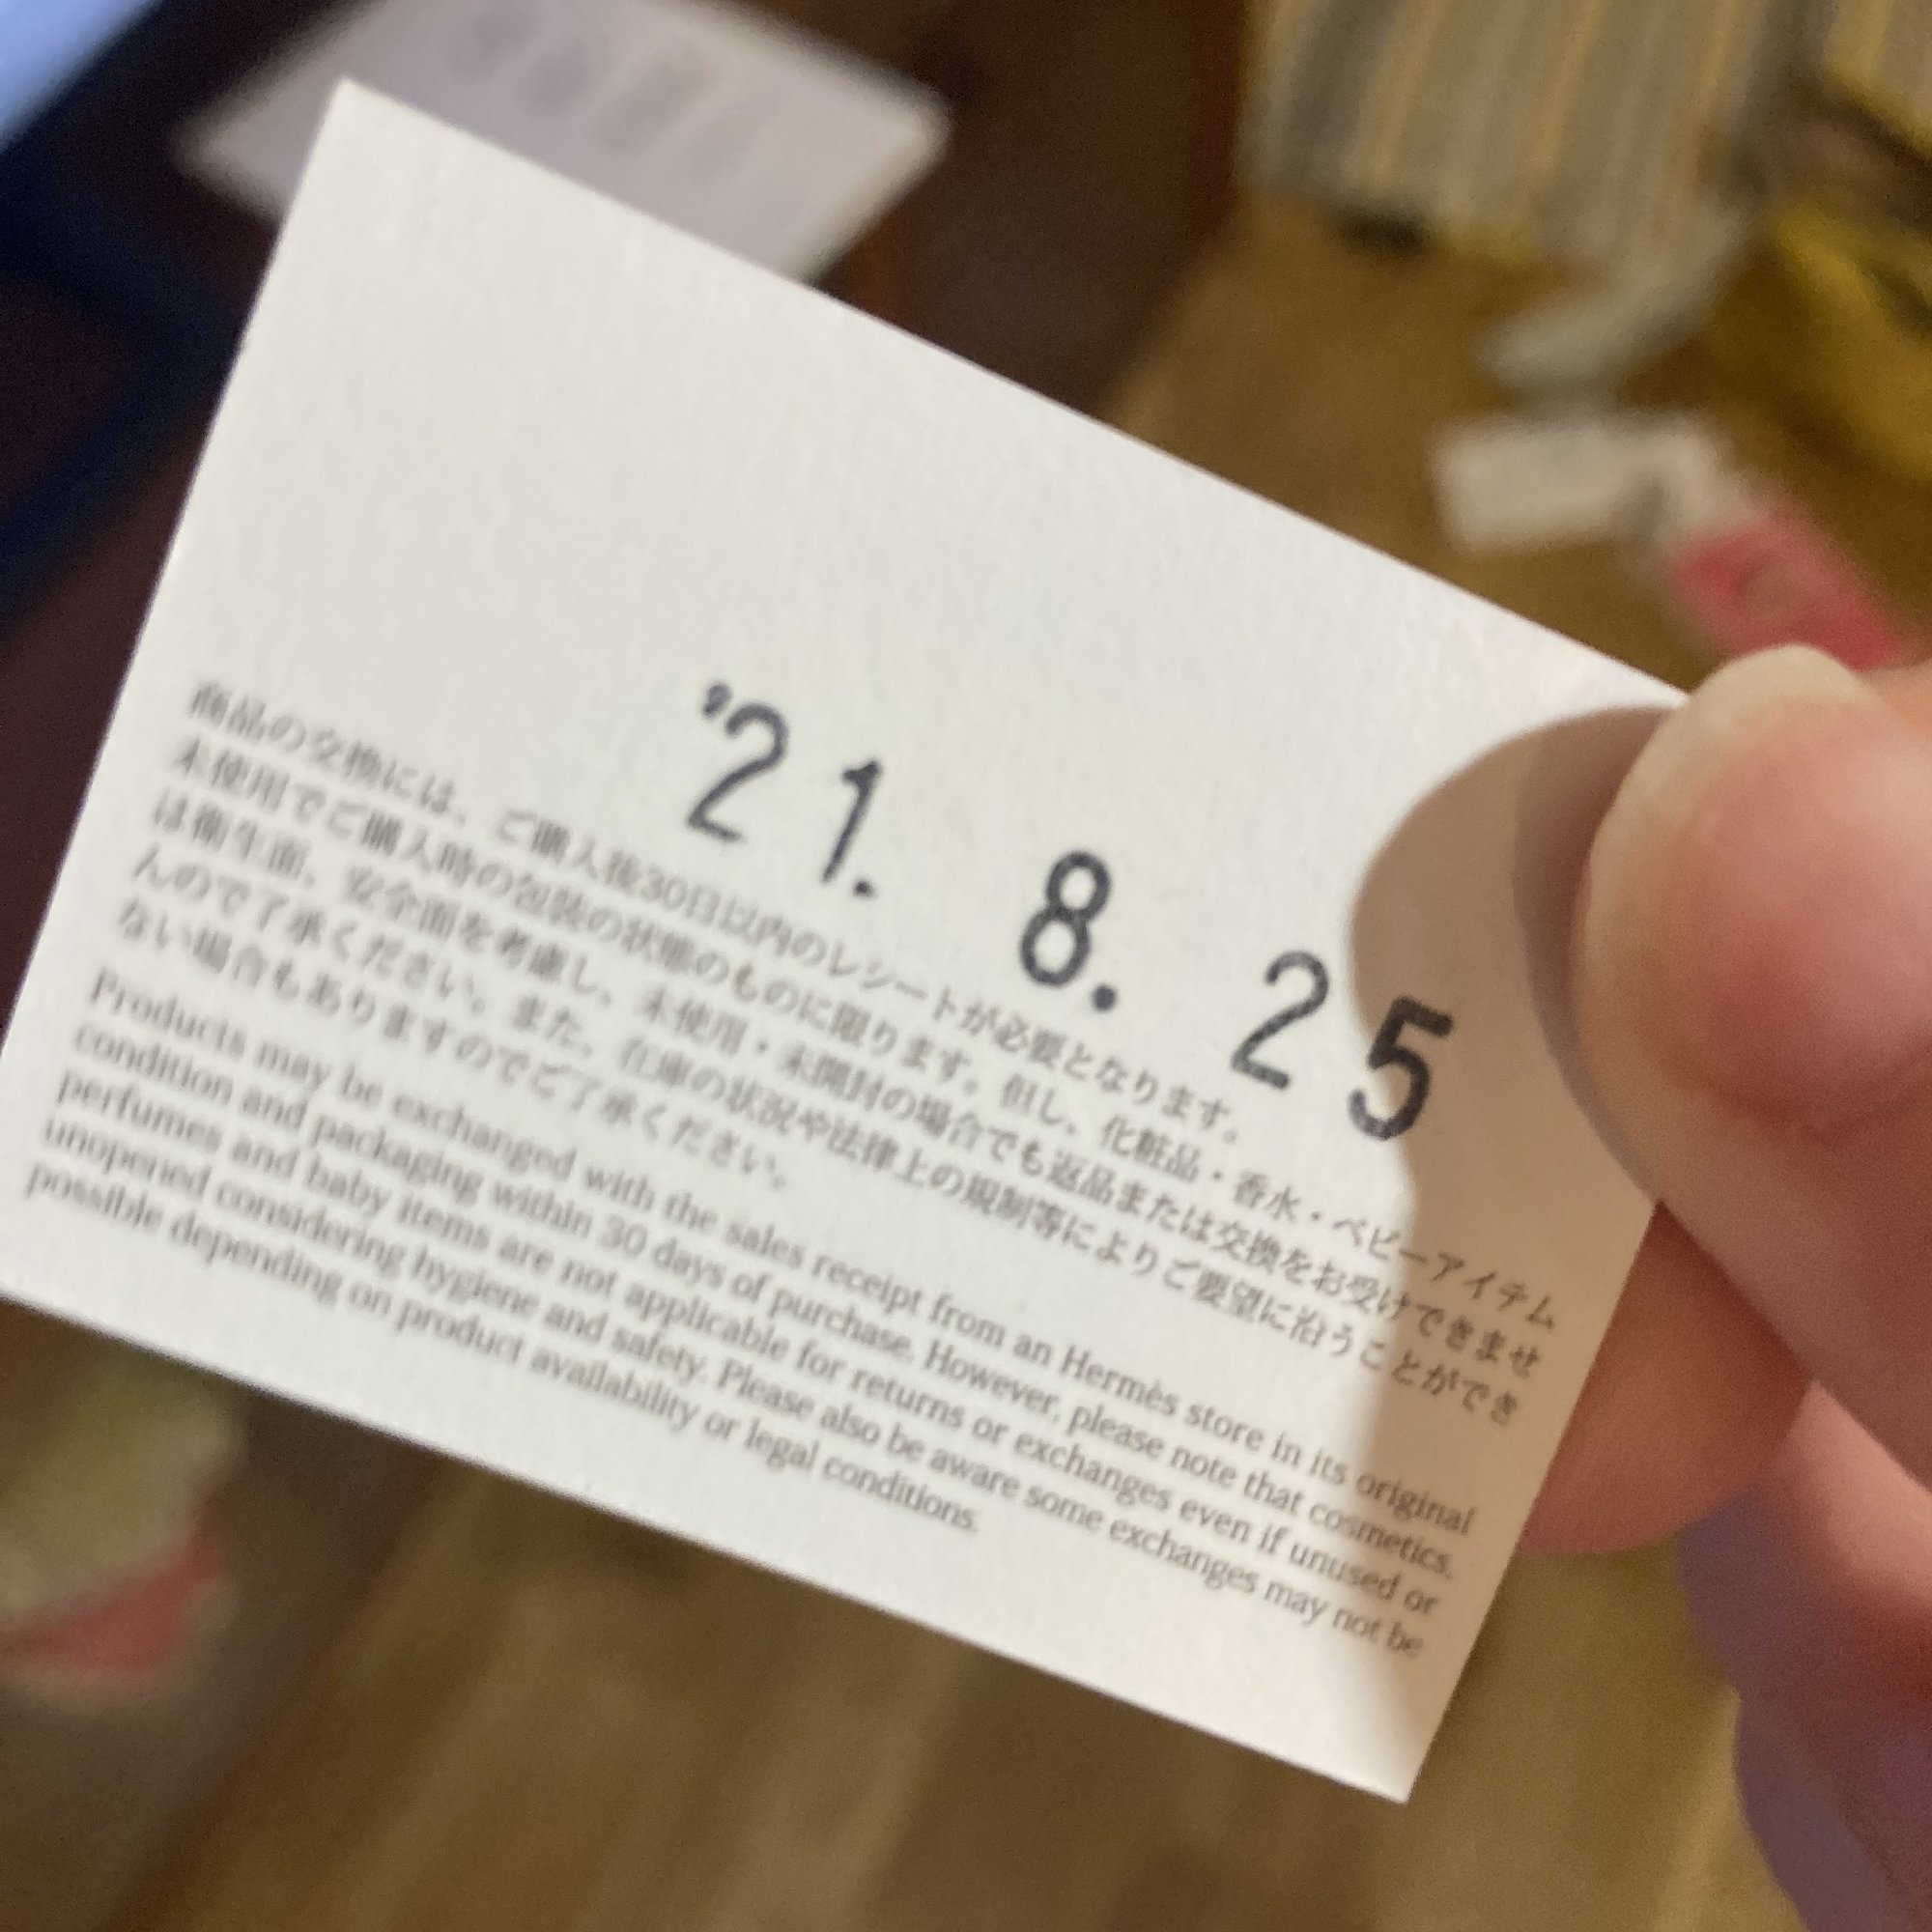 '21. 8. 25
商品の交換には、ご購入後30日以内のレシートが必要となります。
未使用でご購入時の包装の状態のものに限ります。但し、化粧品・香水・ベビーアイテム
は衛生面、安全面を考慮し、未使用・未開封の場合でも返品または交換をお受けできませ
んので了承ください。また、在庫の状況や法律上の規制等によりご要望に沿うことができ
ない場合もありますのでご了承ください。
Products may be exchanged with the sales receipt from an Hermès store in its original
condition and packaging within 30 days of purchase. However, please note that cosmetics,
perfumes and baby items are not applicable for returns or exchanges even if unused or
unopened considering hygiene and safety. Please also be aware some exchanges may not be
possible depending on product availability or legal conditions.